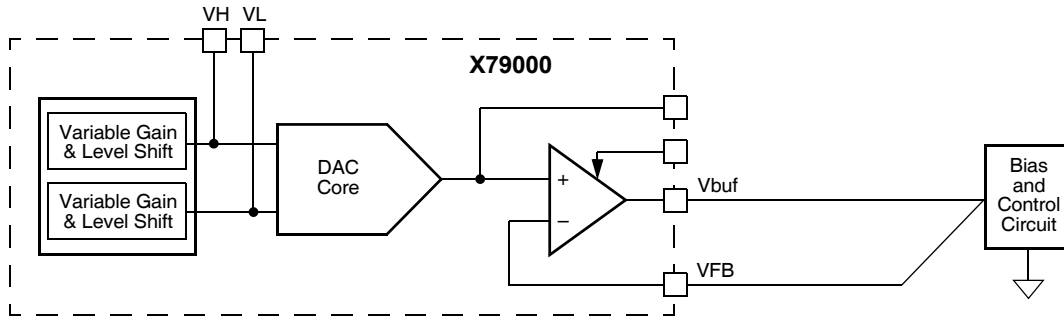 VH VL
X79000
Variable Gain
& Level Shift
Variable Gain
& Level Shift
DAC
Core
+
−
Vbuf
VFB
Bias
and
Control
Circuit